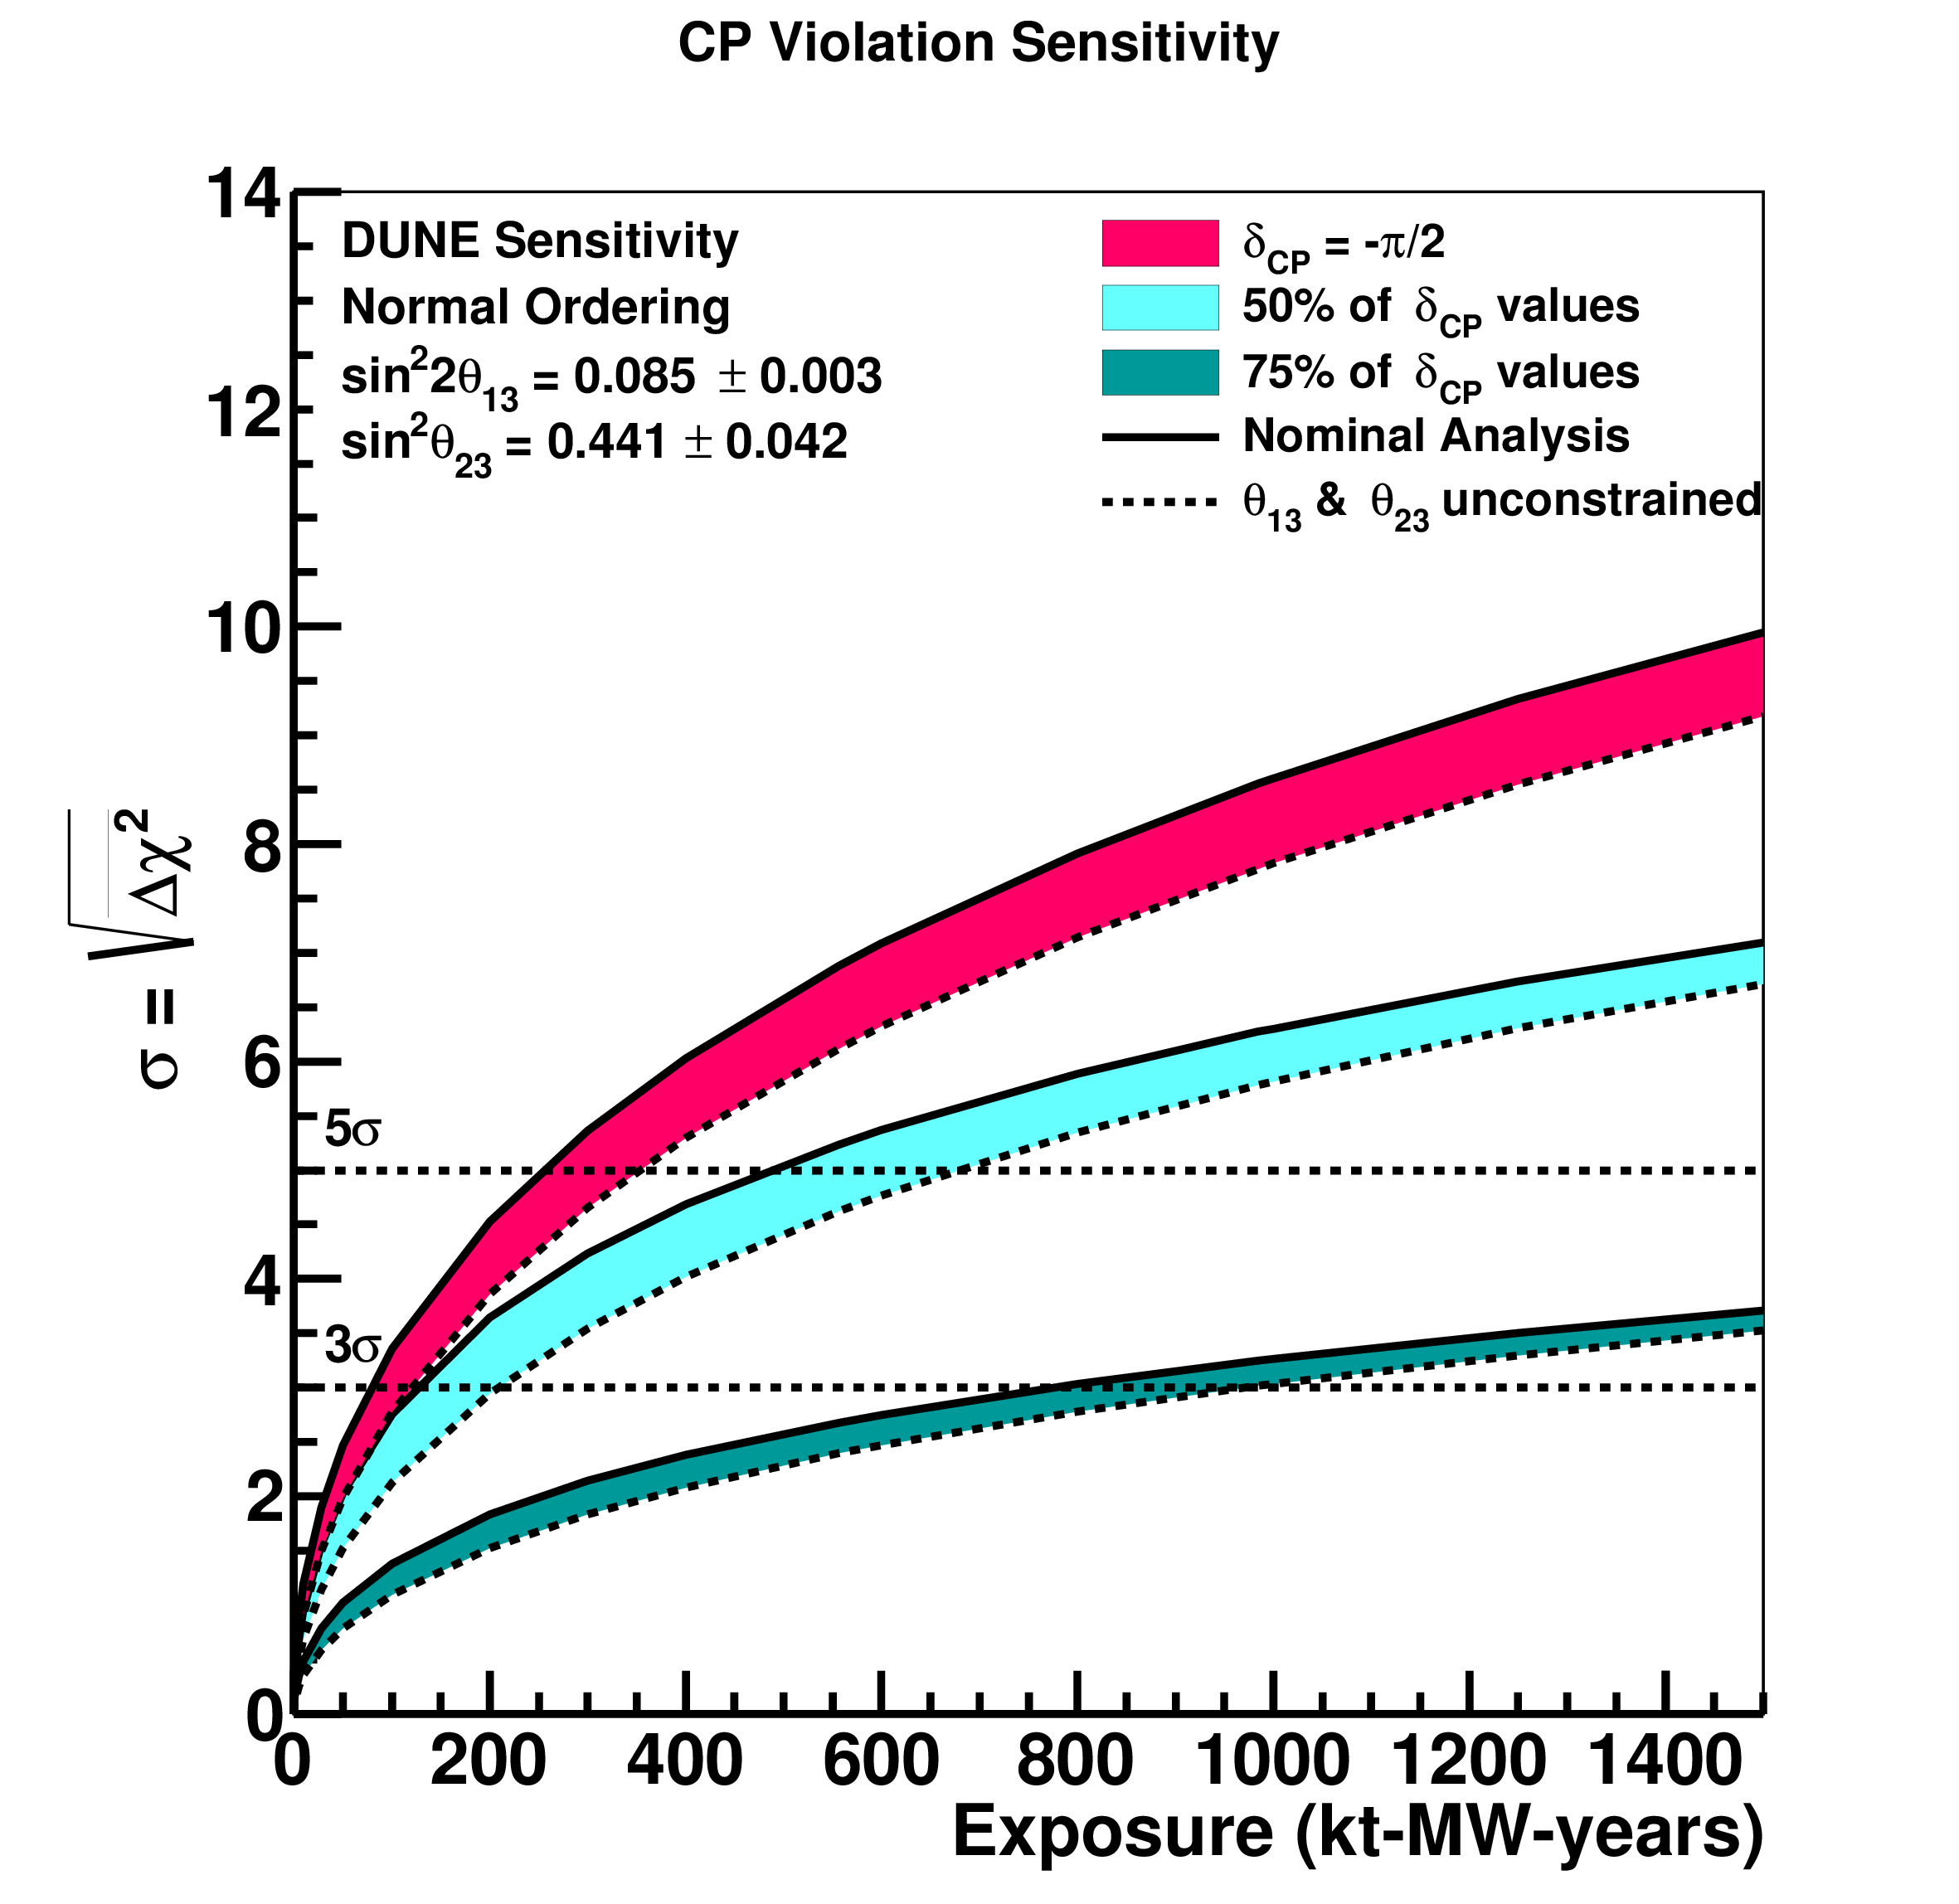 CP Violation Sensitivity
DUNE Sensitivity
Normal Ordering
sin²2θ₁₃ = 0.085 ± 0.003
sin²θ₂₃ = 0.441 ± 0.042
δCP = -π/2
50% of δCP values
75% of δCP values
Nominal Analysis
θ₁₃ & θ₂₃ unconstrained
σ = √Δχ²
14
12
10
8
6
4
2
0
5σ
3σ
0 200 400 600 800 1000 1200 1400
Exposure (kt-MW-years)